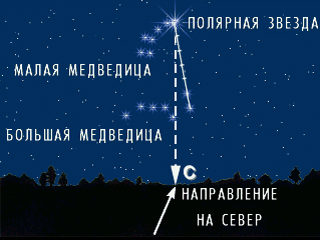 ПОЛЯРНАЯ ЗВЕЗДА
МАЛАЯ МЕДВЕДИЦА
БОЛЬШАЯ МЕДВЕДИЦА
С
НАПРАВЛЕНИЕ
НА СЕВЕР